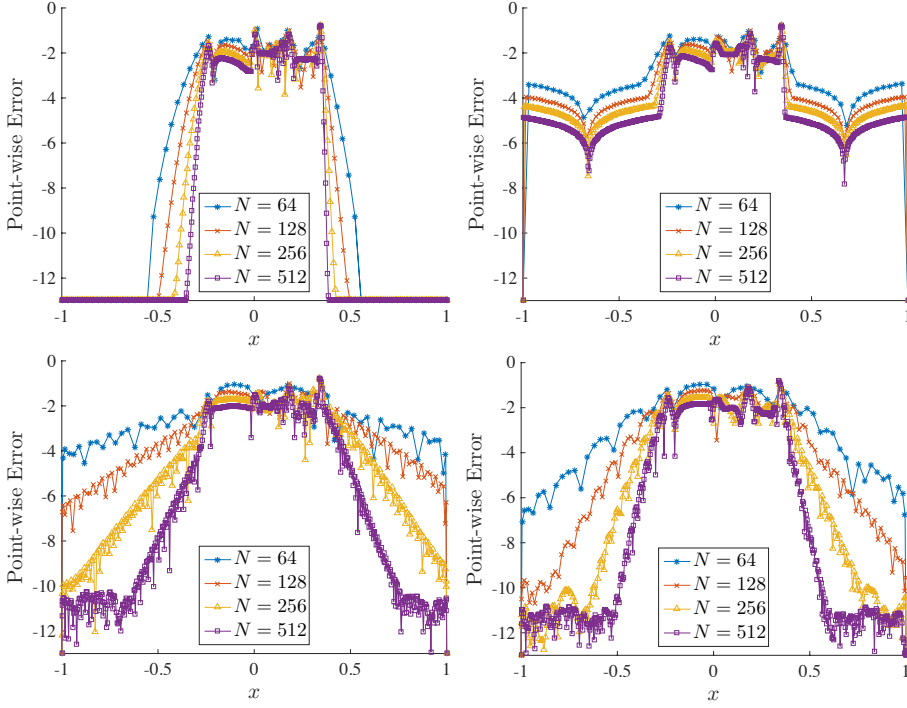 0
-2
-4
-6
-8
-10
-12
Point-wise Error
N = 64
N = 128
N = 256
N = 512
-1
-0.5
0
0.5
1
x
0
-2
-4
-6
-8
-10
-12
Point-wise Error
N = 64
N = 128
N = 256
N = 512
-1
-0.5
0
0.5
1
x
0
-2
-4
-6
-8
-10
-12
Point-wise Error
N = 64
N = 128
N = 256
N = 512
-1
-0.5
0
0.5
1
x
0
-2
-4
-6
-8
-10
-12
Point-wise Error
N = 64
N = 128
N = 256
N = 512
-1
-0.5
0
0.5
1
x